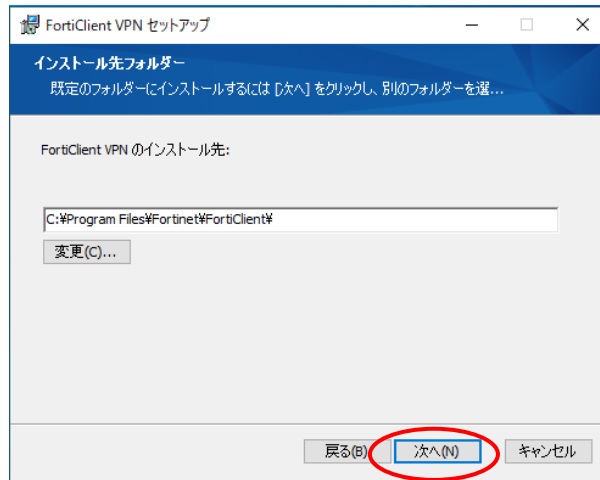 FortiClient VPN セットアップ
インストール先フォルダー
既定のフォルダーにインストールするには [次へ] をクリックし、別のフォルダーを選...
FortiClient VPN のインストール先:
C:¥Program Files¥Fortinet¥FortiClient¥
変更(C)...
戻る(B) 次へ(N) キャンセル